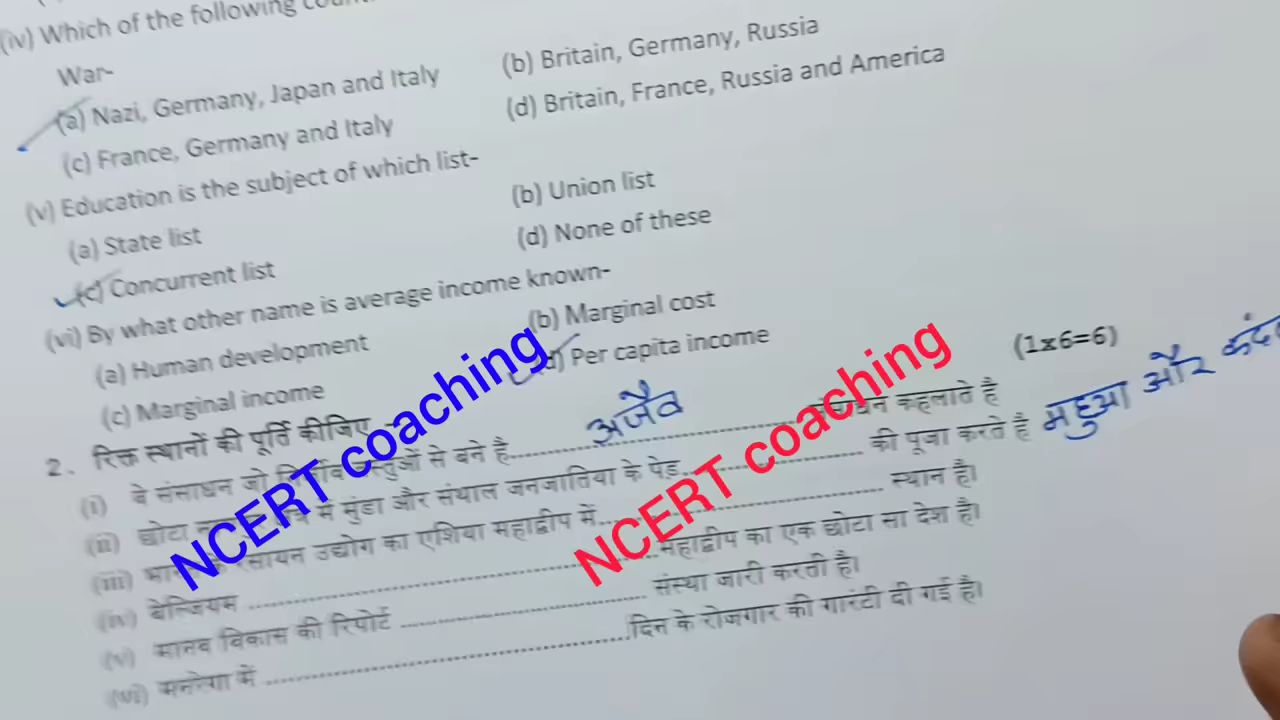 (iv) Which of the following
War-
(a) Nazi, Germany, Japan and Italy
(b) Britain, Germany, Russia
(c) France, Germany and Italy
(d) Britain, France, Russia and America
(v) Education is the subject of which list-
(a) State list
(b) Union list
(c) Concurrent list
(d) None of these
(vi) By what other name is average income known-
(a) Human development
(b) Marginal cost
(c) Marginal income
(d) Per capita income
(1x6=6)
2. रिक्त स्थानों की पूर्ति कीजिए
(i) वे संसाधन जो निर्जीव वस्तुओं से बने है.......... अजैव .......... संसाधन कहलाते है
(ii) छोटा में मुंडा और संथाल जनजातिया के पेड़.......... की पूजा करते है महुआ और
(iii) रसायन उद्योग का एशिया महाद्वीप में.......... स्थान है।
(iv) बेल्जियम ..........महाद्वीप का एक छोटा सा देश है।
(v) मानव विकास की रिपोर्ट .......... संस्था जारी करती है।
(vi) मनरेगा में ..........दिन के रोजगार की गारंटी दी गई है।
NCERT coaching
NCERT coaching